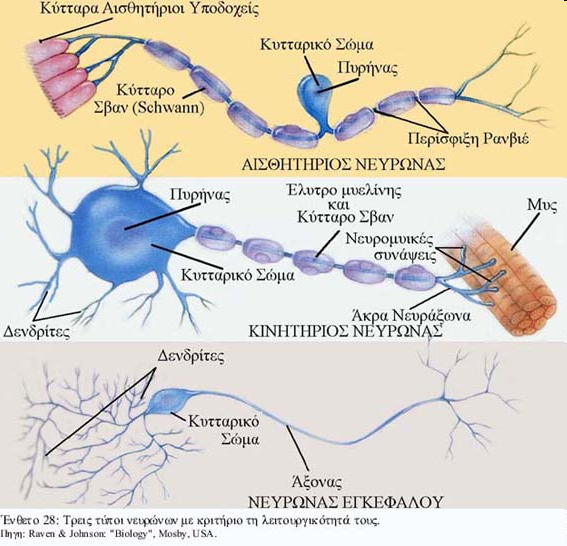 Κύτταρα Αισθητήριοι Υποδοχείς
Κυτταρικό Σώμα
Πυρήνας
Κύτταρο
Σβαν (Schwann)
Περίσφιξη Ρανβιέ
ΑΙΣΘΗΤΗΡΙΟΣ ΝΕΥΡΩΝΑΣ
Πυρήνας
Έλυτρο μυελίνης
και
Κύτταρο Σβαν
Μυς
Νευρομυικές
συνάψεις
Κυτταρικό Σώμα
Άκρα Νευράξωνα
Δενδρίτες
ΚΙΝΗΤΗΡΙΟΣ ΝΕΥΡΩΝΑΣ
Δενδρίτες
Κυτταρικό
Σώμα
Άξονας
ΝΕΥΡΩΝΑΣ ΕΓΚΕΦΑΛΟΥ
Ένθετο 28: Τρεις τύποι νευρώνων με κριτήριο τη λειτουργικότητά τους.
Πηγη: Raven & Johnson: "Biology", Mosby, USA.